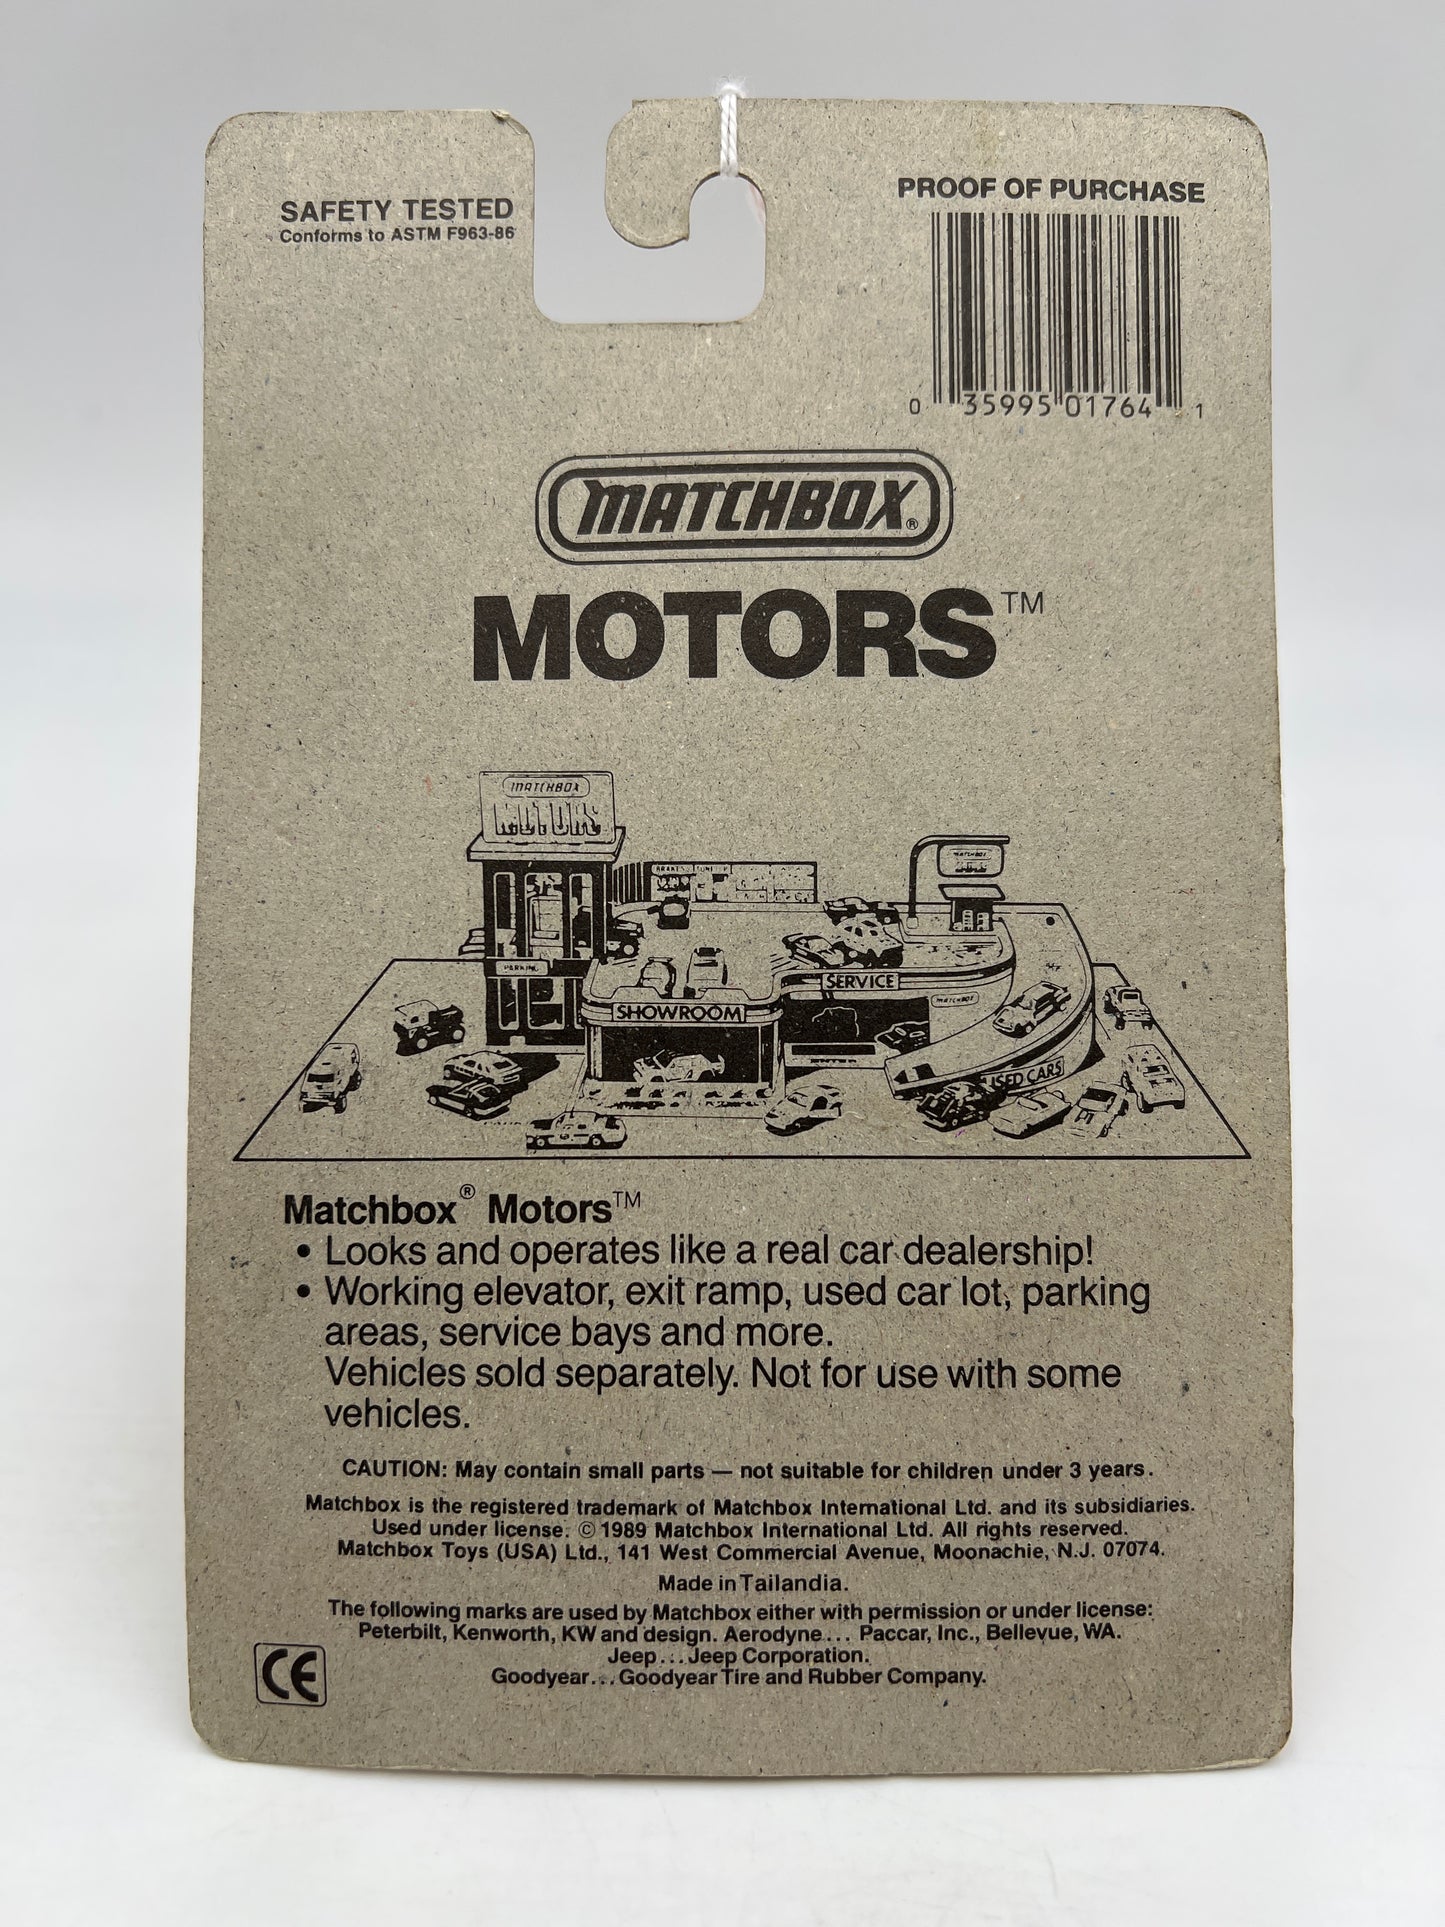 SAFETY TESTED
Conforms to ASTM F963-86
PROOF OF PURCHASE
0 35995 01764 1
MATCHBOX®
MOTORS™
MATCHBOX
MOTORS
MATCHBOX
BRAKES
PARKING
SERVICE
MATCHBOX
SHOWROOM
USED CARS
Matchbox® Motors™
• Looks and operates like a real car dealership!
• Working elevator, exit ramp, used car lot, parking
areas, service bays and more.
Vehicles sold separately. Not for use with some
vehicles.
CAUTION: May contain small parts — not suitable for children under 3 years.
Matchbox is the registered trademark of Matchbox International Ltd. and its subsidiaries.
Used under license. © 1989 Matchbox International Ltd. All rights reserved.
Matchbox Toys (USA) Ltd., 141 West Commercial Avenue, Moonachie, N.J. 07074.
Made in Tailandia.
The following marks are used by Matchbox either with permission or under license:
Peterbilt, Kenworth, KW and design. Aerodyne... Paccar, Inc., Bellevue, WA.
Jeep...Jeep Corporation.
Goodyear...Goodyear Tire and Rubber Company.
CE